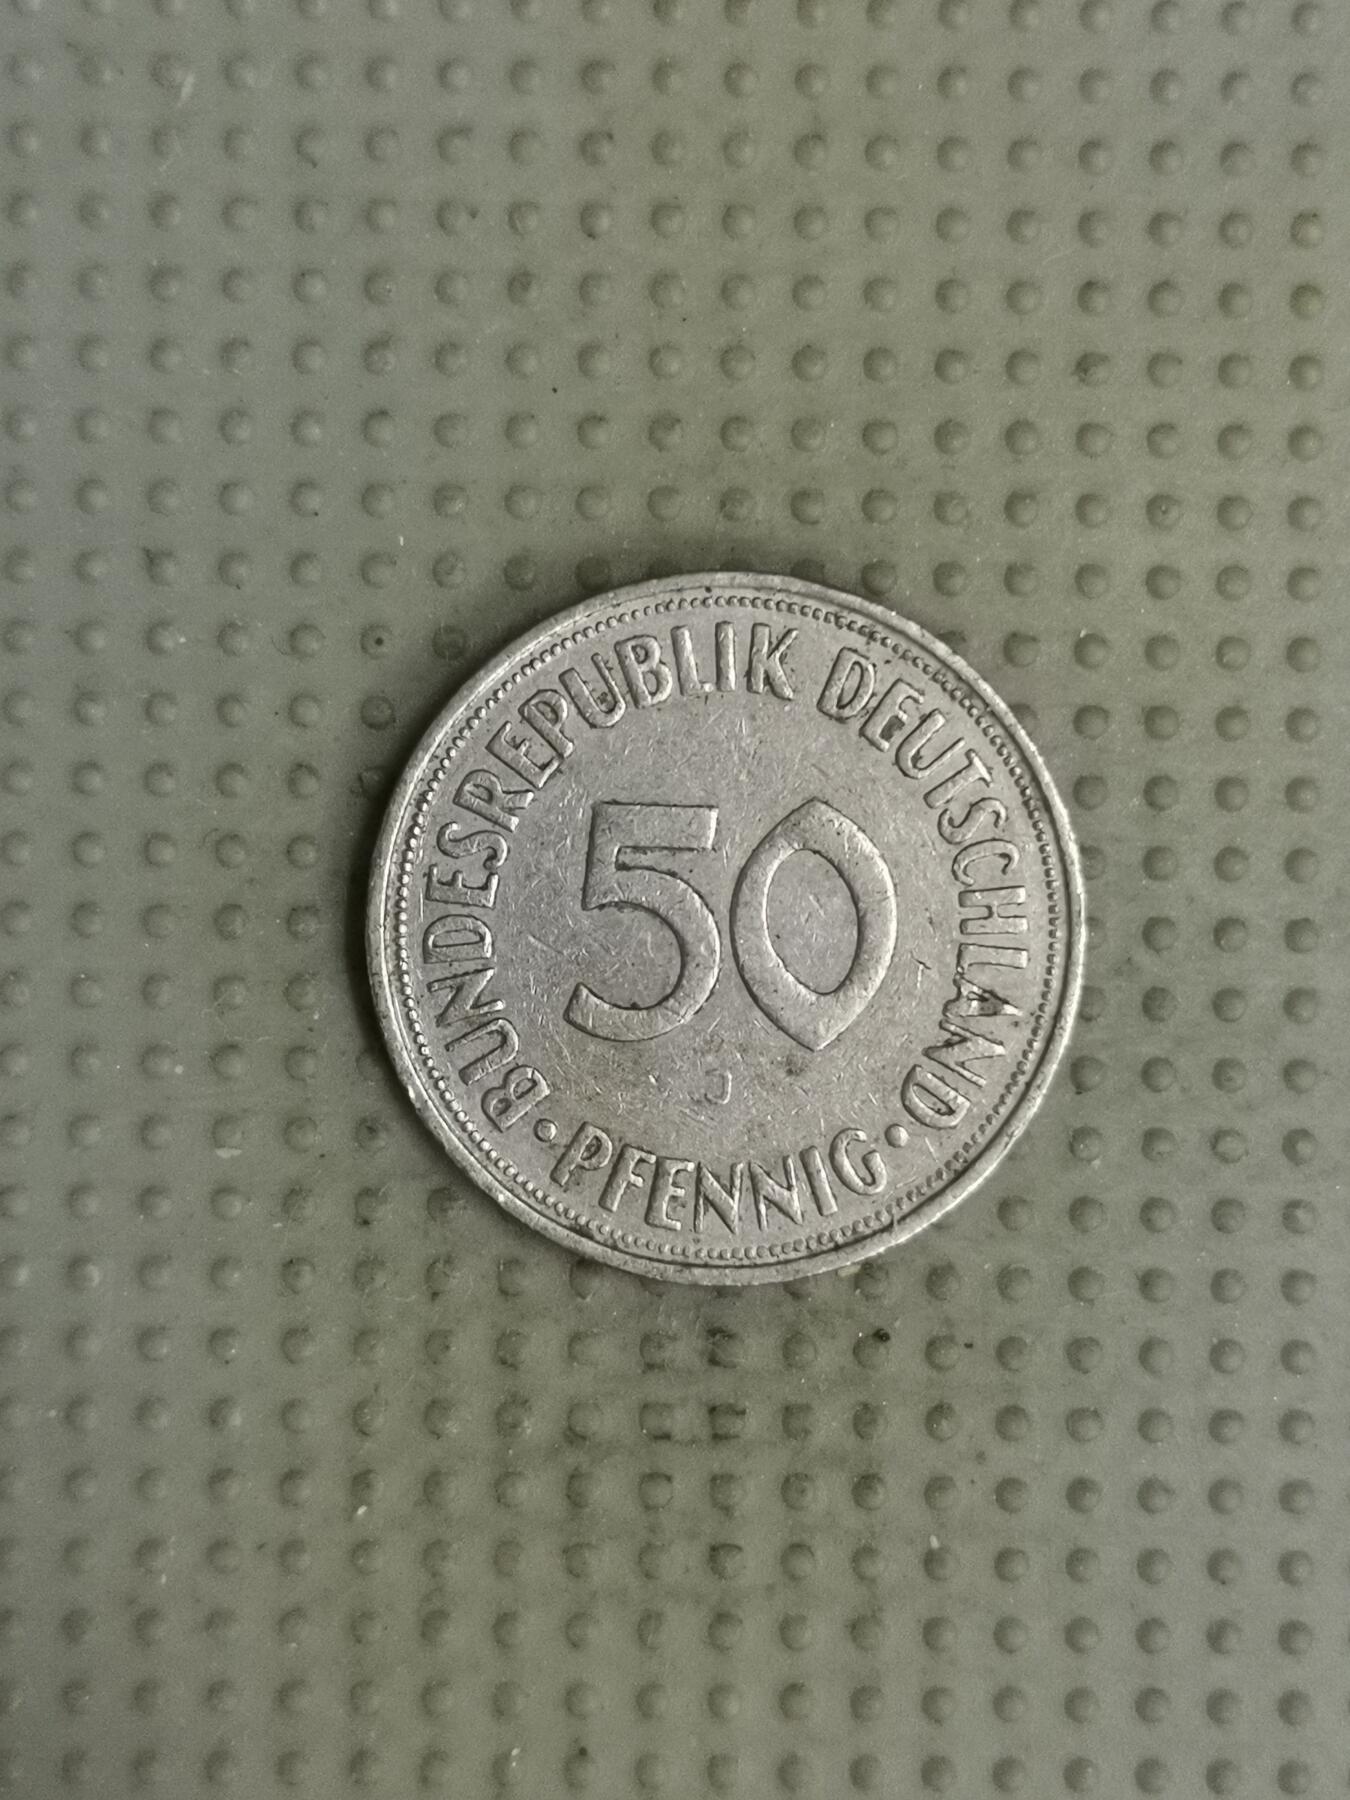 BUNDESREPUBLIK DEUTSCHLAND
50
J
• PFENNIG •